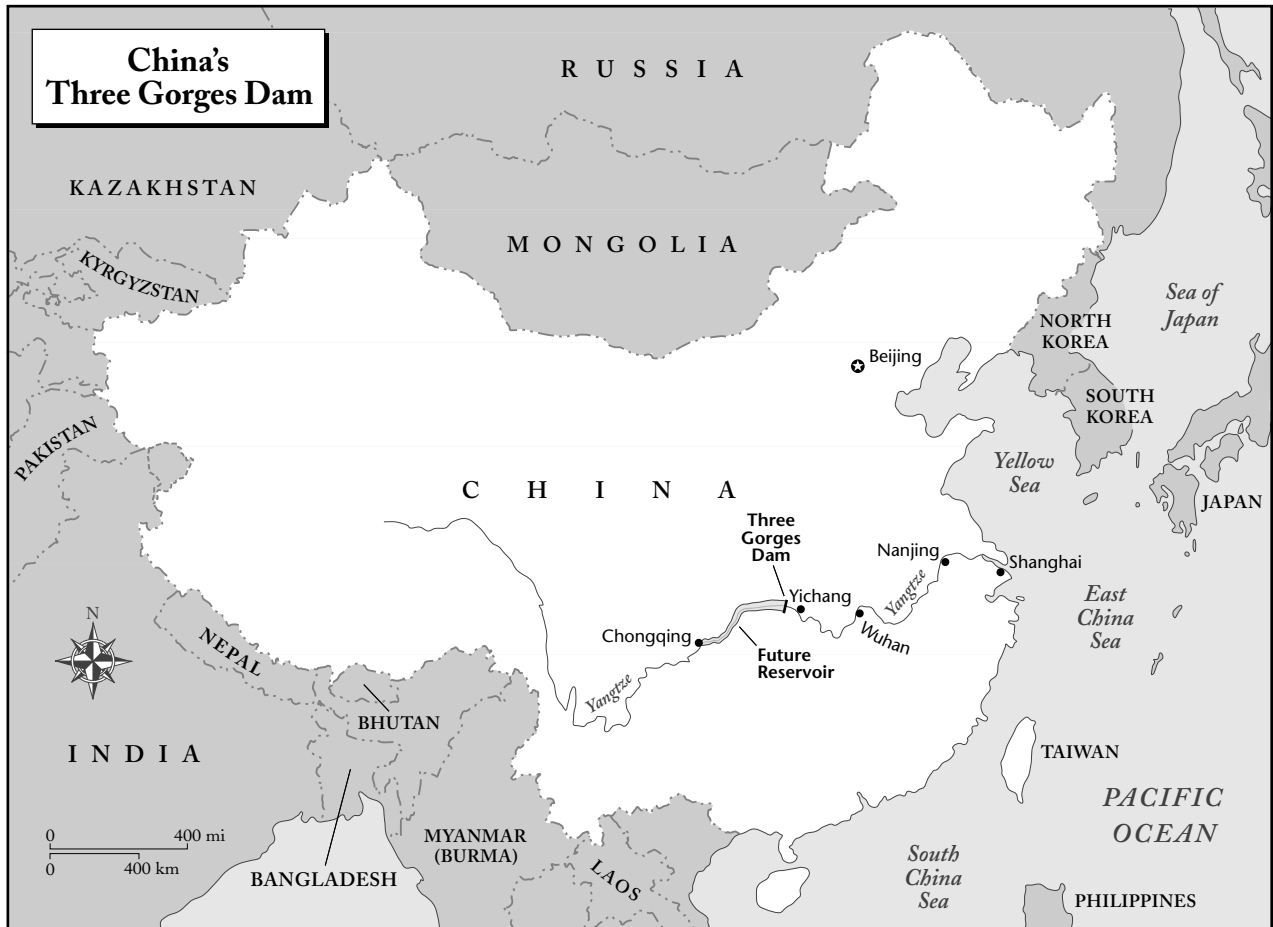 China's
Three Gorges Dam
RUSSIA
KAZAKHSTAN
MONGOLIA
KYRGYZSTAN
Sea of
Japan
NORTH
KOREA
Beijing
SOUTH
KOREA
PAKISTAN
Yellow
Sea
CHINA
JAPAN
Three
Gorges
Dam
Nanjing
Shanghai
Yichang
Yangtze
East
China
Sea
Wuhan
Chongqing
Future
Reservoir
N
NEPAL
Yangtze
BHUTAN
INDIA
TAIWAN
PACIFIC
OCEAN
0 400 mi
0 400 km
MYANMAR
(BURMA)
LAOS
BANGLADESH
South
China
Sea
PHILIPPINES